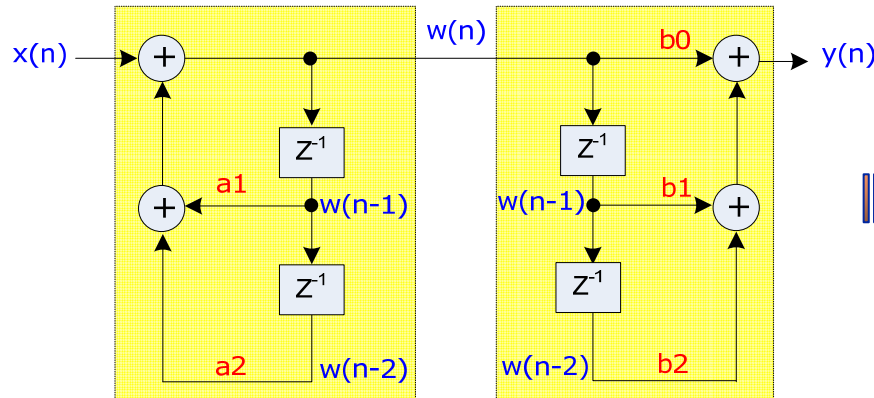 x(n)
+
w(n)
b0
+
y(n)
Z⁻¹
Z⁻¹
a1
+
w(n-1)
w(n-1)
b1
+
Z⁻¹
Z⁻¹
a2
w(n-2)
w(n-2)
b2